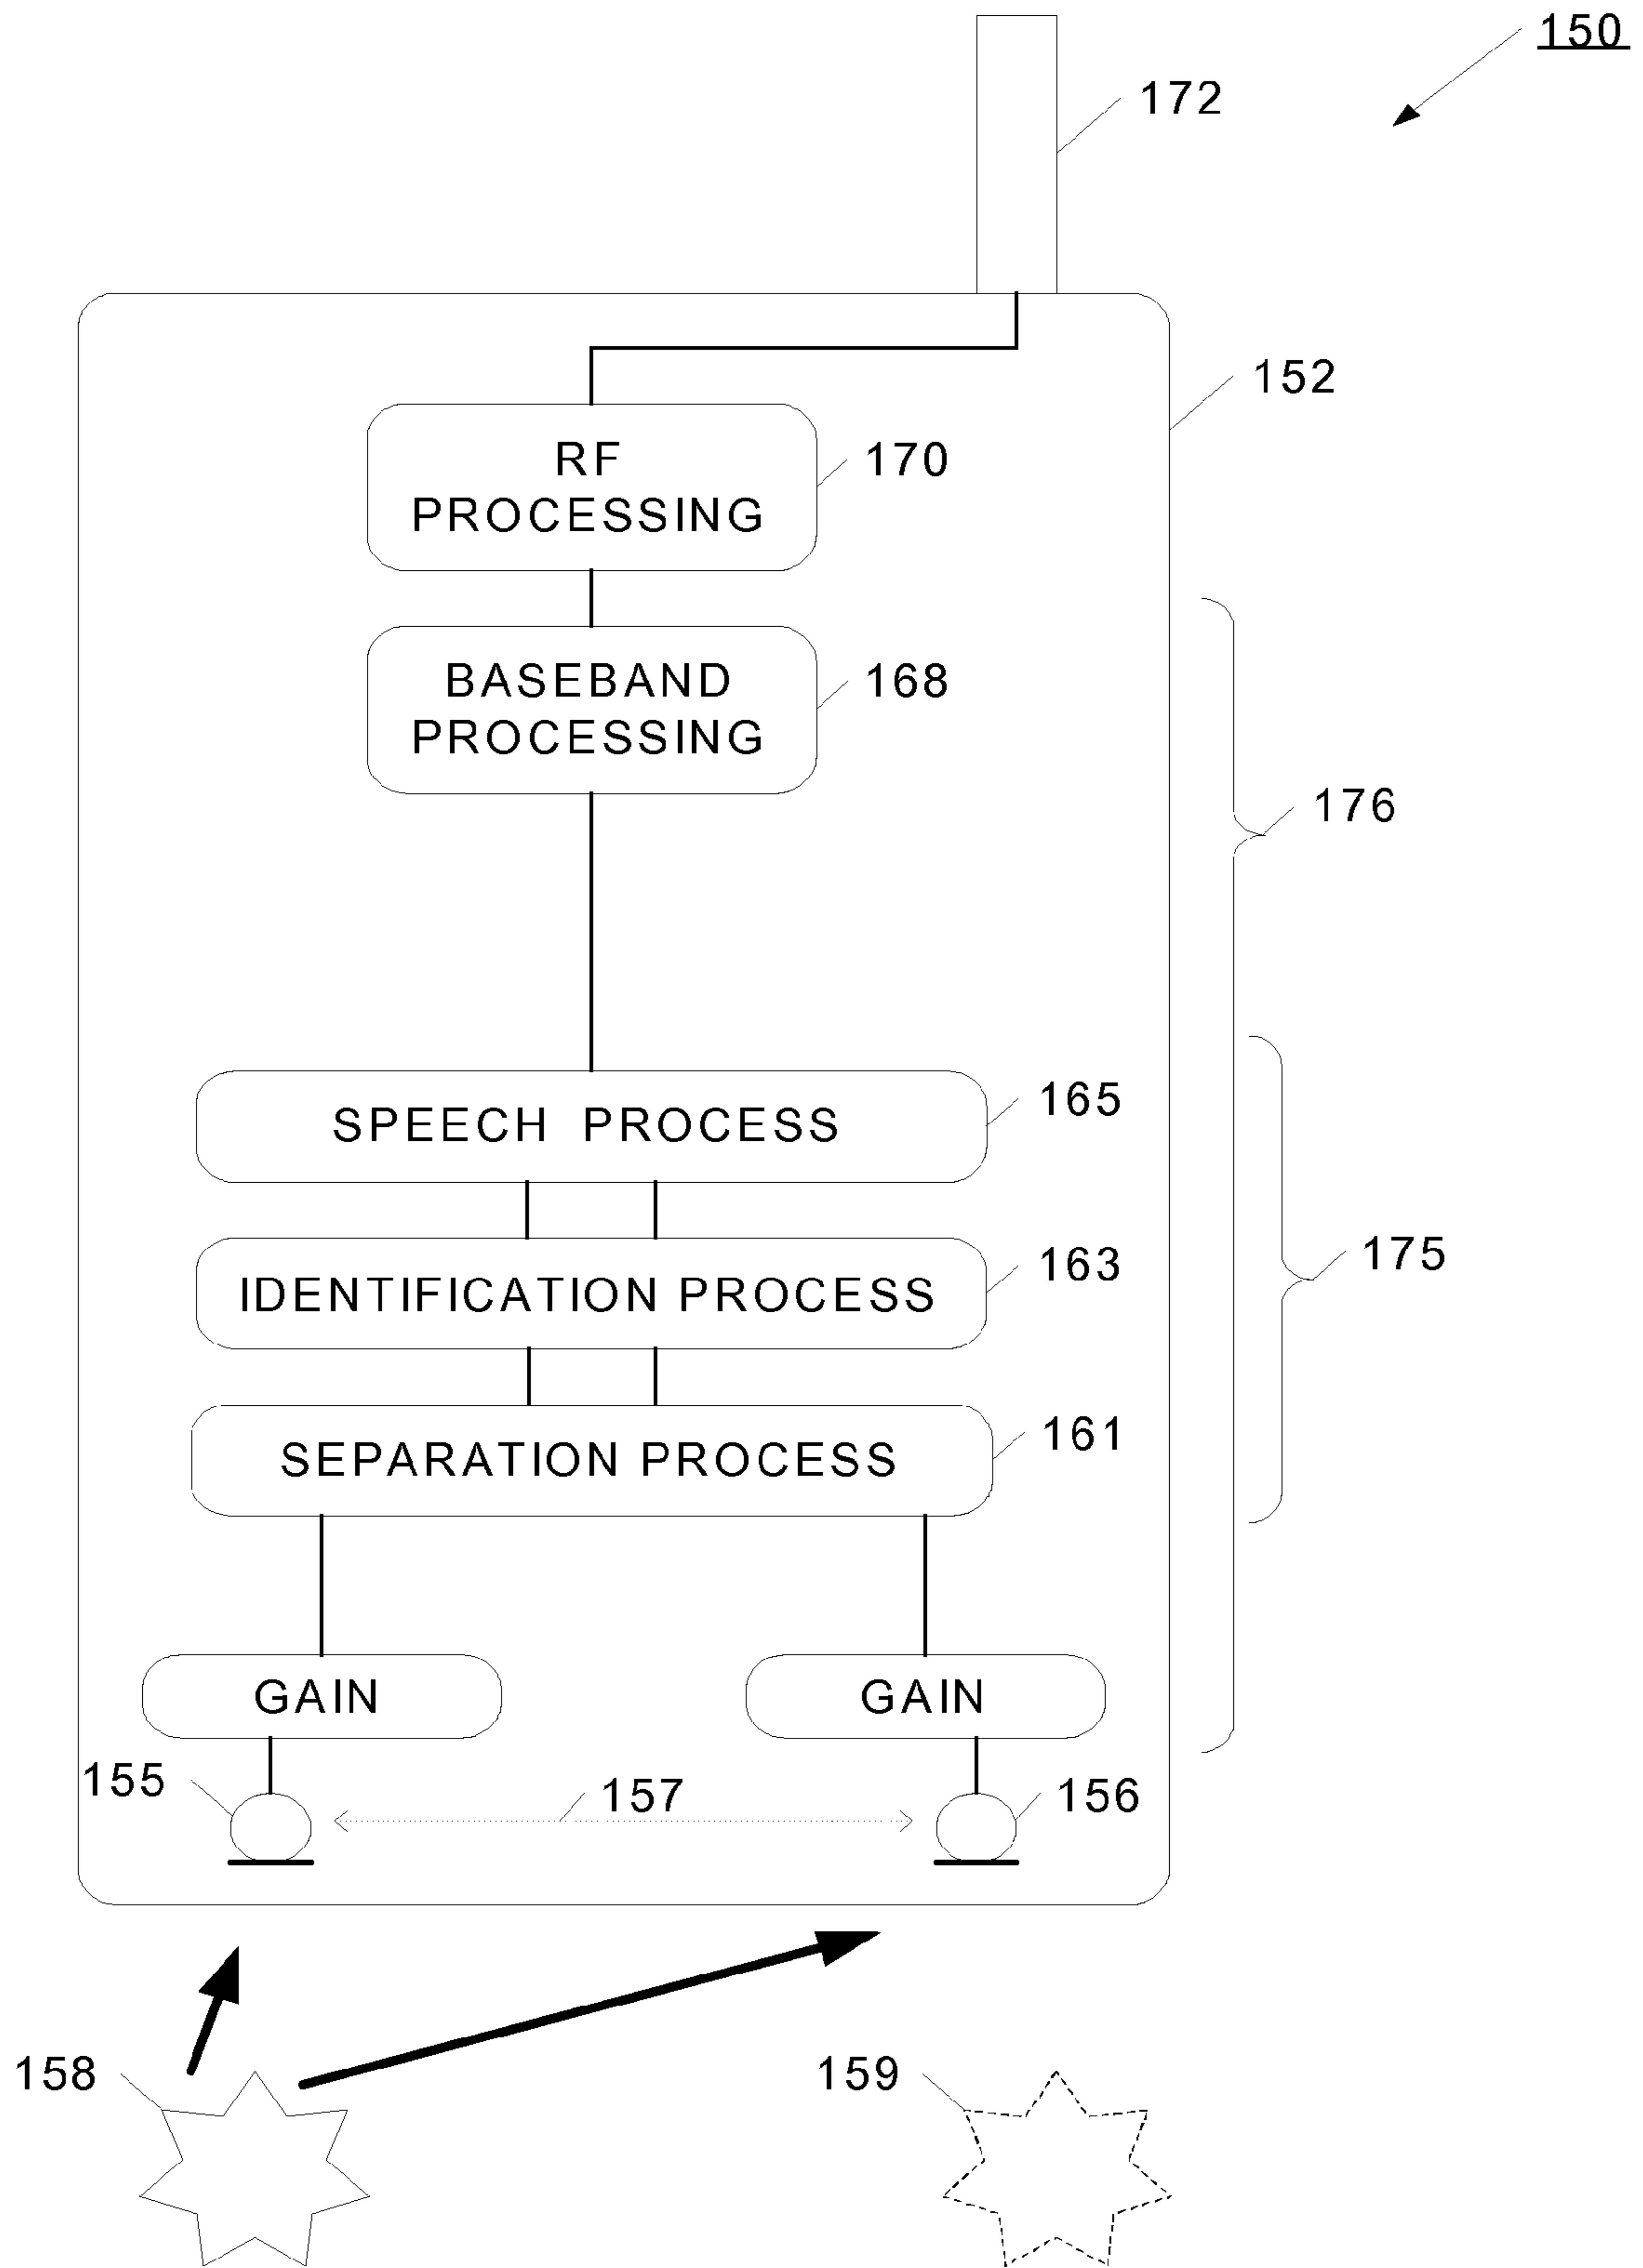 150
172
152
RF
PROCESSING
170
BASEBAND
PROCESSING
168
176
SPEECH PROCESS
165
IDENTIFICATION PROCESS
163
175
SEPARATION PROCESS
161
GAIN
GAIN
155
157
156
158
159